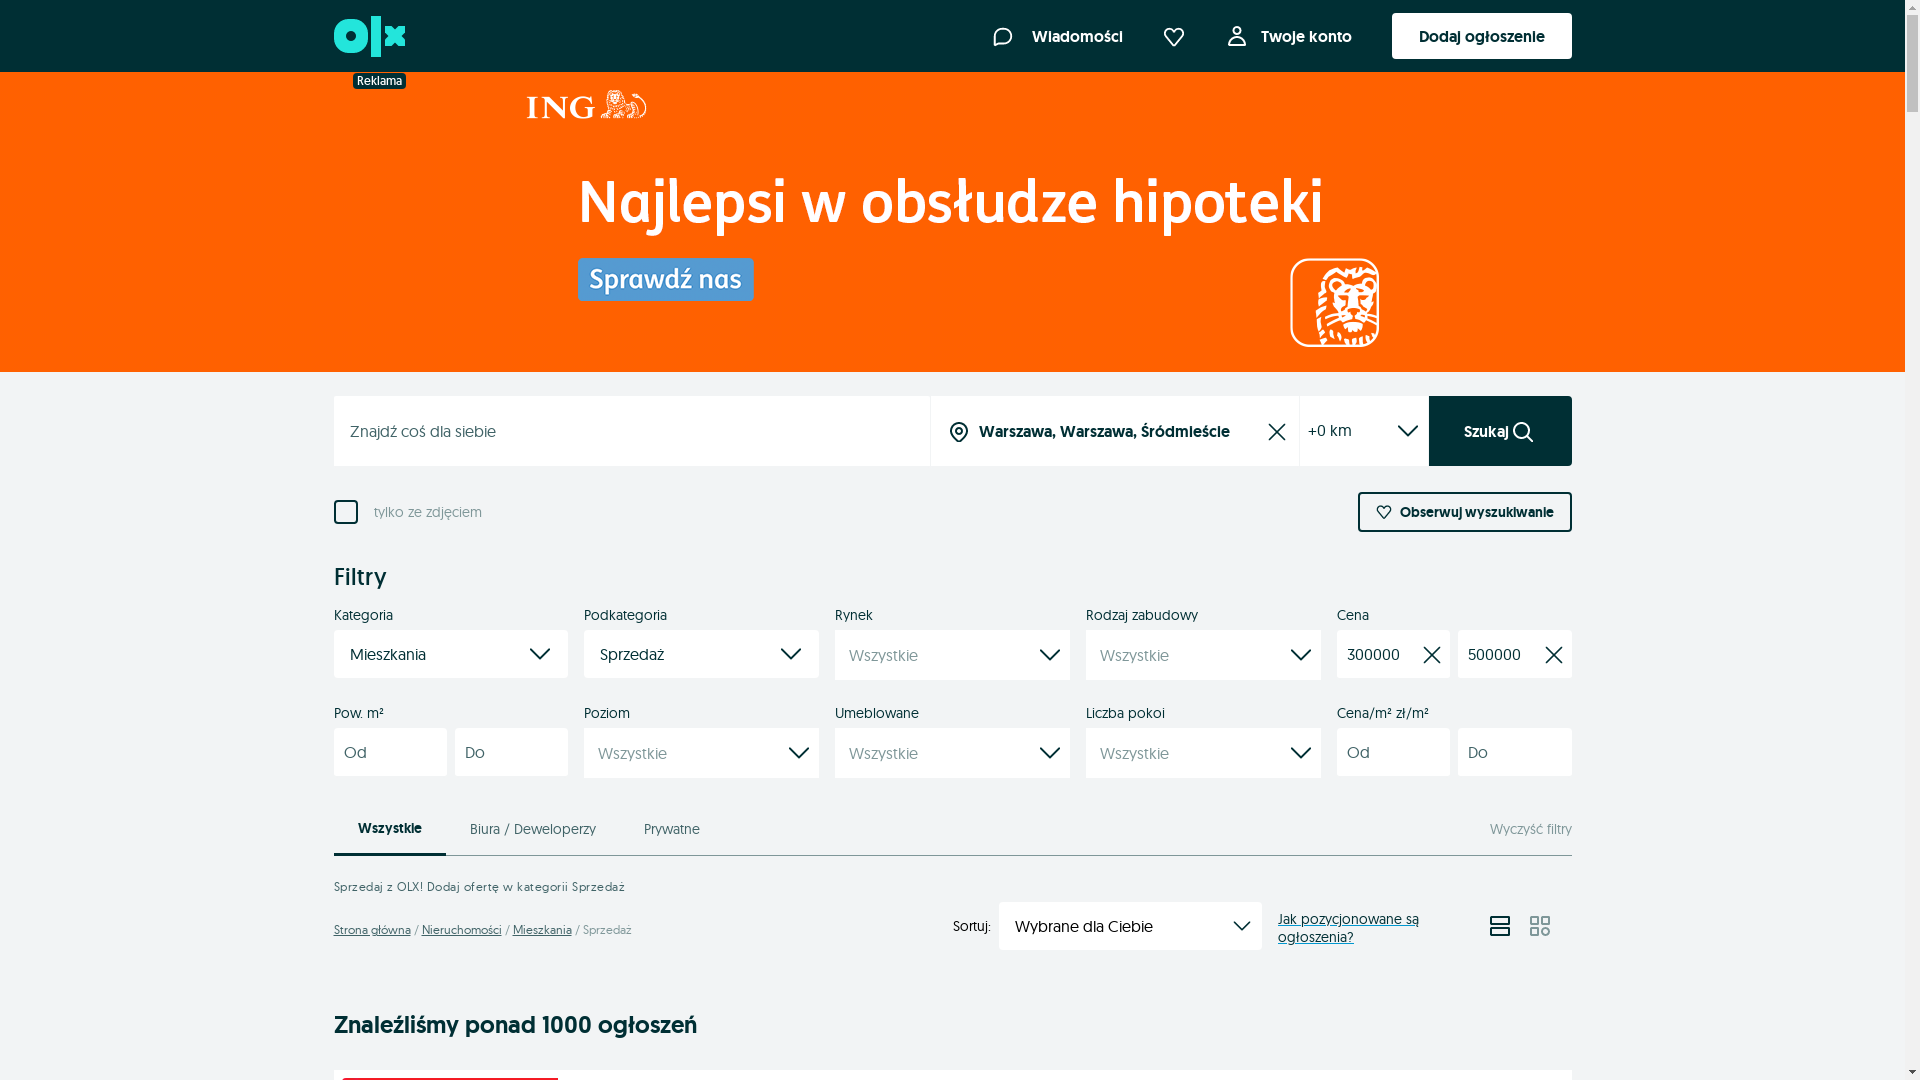 olx
Wiadomości
Twoje konto
Dodaj ogłoszenie
Reklama
ING
Najlepsi w obsłudze hipoteki
Sprawdź nas
Znajdź coś dla siebie
Warszawa, Warszawa, Śródmieście
+0 km
Szukaj
tylko ze zdjęciem
Obserwuj wyszukiwanie
Filtry
Kategoria
Podkategoria
Rynek
Rodzaj zabudowy
Cena
Mieszkania
Sprzedaż
Wszystkie
Wszystkie
300000
500000
Pow. m²
Poziom
Umeblowane
Liczba pokoi
Cena/m² zł/m²
Od
Do
Wszystkie
Wszystkie
Wszystkie
Od
Do
Wszystkie
Biura / Deweloperzy
Prywatne
Wyczyść filtry
Sprzedaj z OLX! Dodaj ofertę w kategorii Sprzedaż
Strona główna / Nieruchomości / Mieszkania / Sprzedaż
Sortuj:
Wybrane dla Ciebie
Jak pozycjonowane są
ogłoszenia?
Znaleźliśmy ponad 1000 ogłoszeń